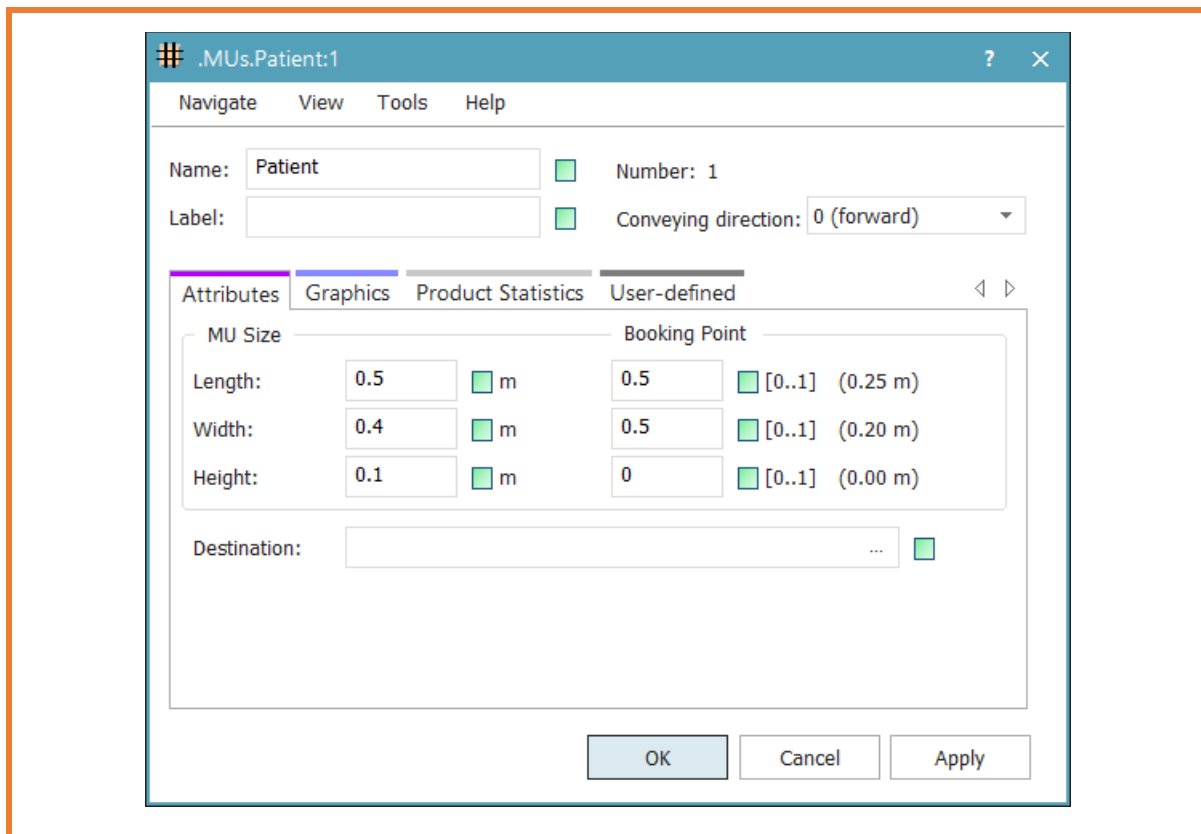 .MUs.Patient:1 ? ×
Navigate View Tools Help
Name: Patient Number: 1
Label: Conveying direction: 0 (forward)
Attributes Graphics Product Statistics User-defined
MU Size Booking Point
Length: 0.5 m 0.5 [0..1] (0.25 m)
Width: 0.4 m 0.5 [0..1] (0.20 m)
Height: 0.1 m 0 [0..1] (0.00 m)
Destination: ...
OK Cancel Apply